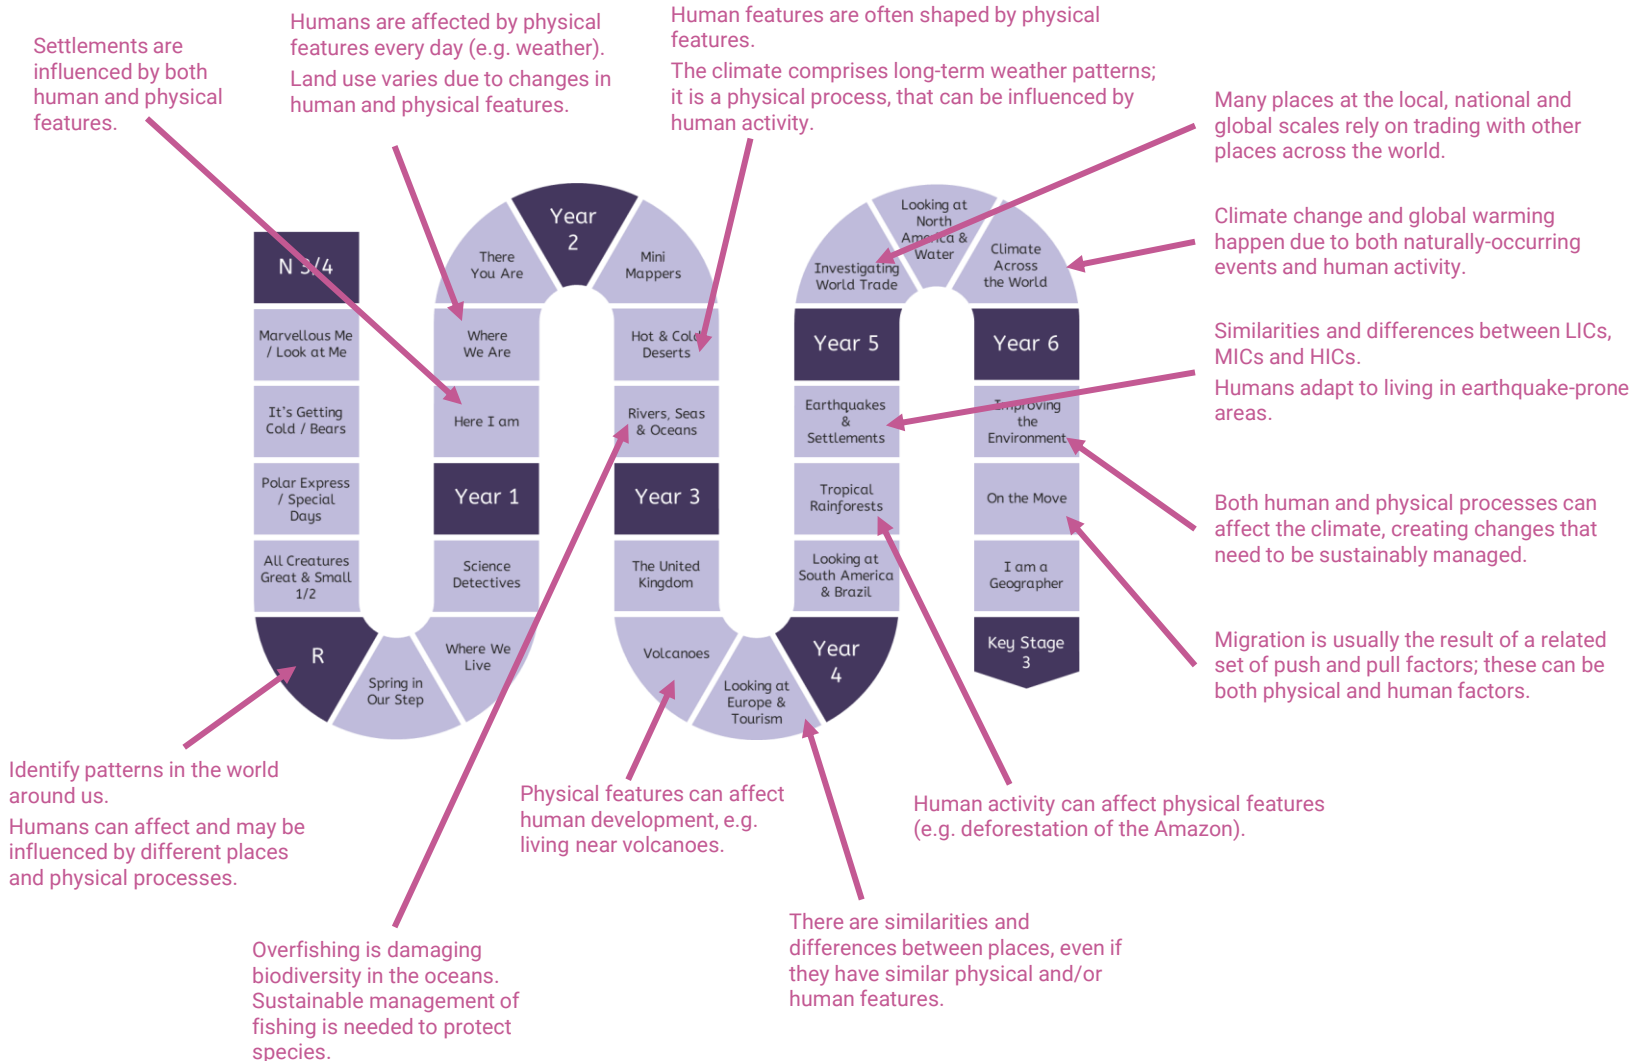 Settlements are
influenced by both
human and physical
features.
Humans are affected by physical
features every day (e.g. weather).
Land use varies due to changes in
human and physical features.
Human features are often shaped by physical
features.
The climate comprises long-term weather patterns;
it is a physical process, that can be influenced by
human activity.
Many places at the local, national and
global scales rely on trading with other
places across the world.
Climate change and global warming
happen due to both naturally-occurring
events and human activity.
Similarities and differences between LICs,
MICs and HICs.
Humans adapt to living in earthquake-prone
areas.
Both human and physical processes can
affect the climate, creating changes that
need to be sustainably managed.
Migration is usually the result of a related
set of push and pull factors; these can be
both physical and human factors.
N 3/4
Marvellous Me
/ Look at Me
It's Getting
Cold / Bears
Polar Express
/ Special
Days
All Creatures
Great & Small
1/2
R
Spring in
Our Step
Where We
Live
Science
Detectives
Year 1
Here I am
Where
We Are
There
You Are
Year
2
Mini
Mappers
Hot & Cold
Deserts
Rivers, Seas
& Oceans
Year 3
The United
Kingdom
Volcanoes
Looking at
Europe &
Tourism
Year
4
Looking at
South America
& Brazil
Tropical
Rainforests
Earthquakes
&
Settlements
Year 5
Investigating
World Trade
Looking at
North
America &
Water
Climate
Across
the World
Year 6
Improving
the
Environment
On the Move
I am a
Geographer
Key Stage
3
Identify patterns in the world
around us.
Humans can affect and may be
influenced by different places
and physical processes.
Overfishing is damaging
biodiversity in the oceans.
Sustainable management of
fishing is needed to protect
species.
Physical features can affect
human development, e.g.
living near volcanoes.
There are similarities and
differences between places, even if
they have similar physical and/or
human features.
Human activity can affect physical features
(e.g. deforestation of the Amazon).